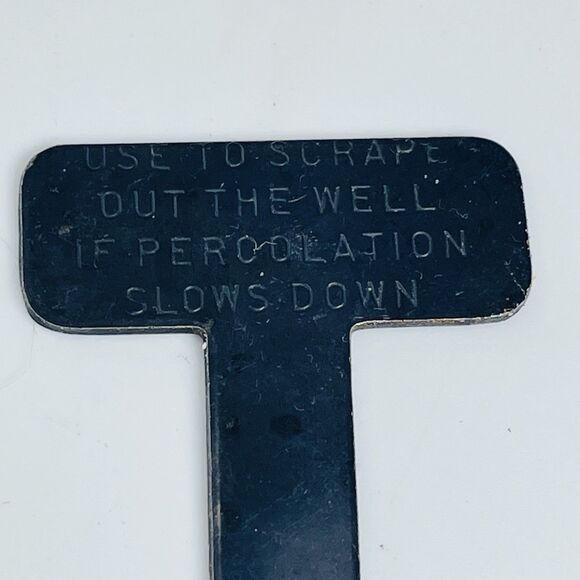 USE TO SCRAPE
OUT THE WELL
IF PERCOLATION
SLOWS DOWN